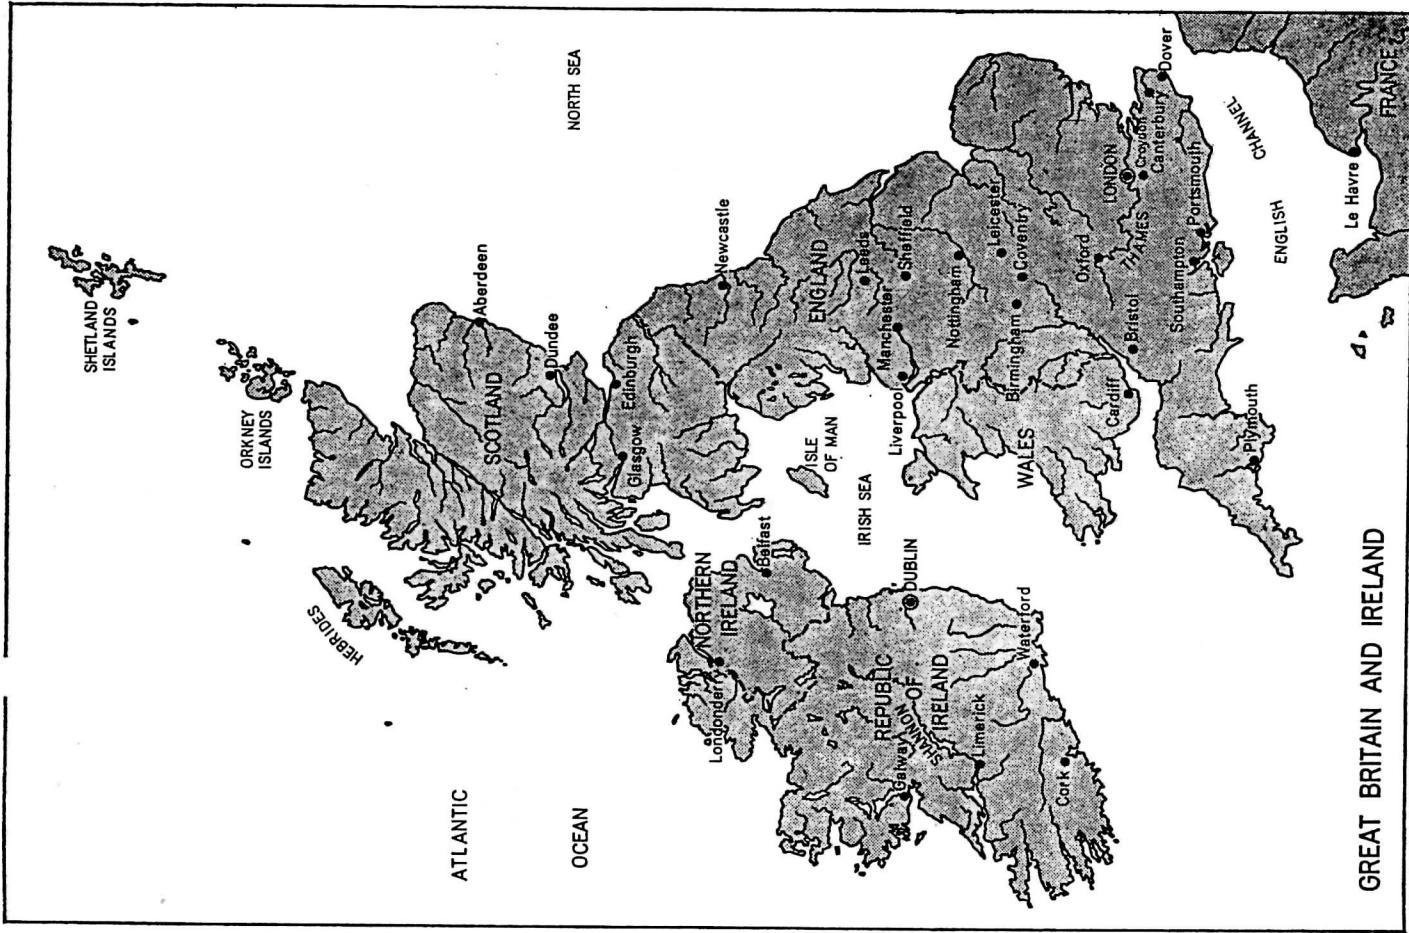 SHETLAND
ISLANDS
ORKNEY
ISLANDS
HEBRIDES
ATLANTIC
OCEAN
NORTH SEA
SCOTLAND
Aberdeen
Dundee
Edinburgh
Glasgow
NORTHERN
IRELAND
Londonderry
Belfast
Newcastle
ENGLAND
ISLE
OF MAN
IRISH SEA
Leeds
Manchester
Sheffield
Liverpool
REPUBLIC
OF
IRELAND
DUBLIN
Galway
SHANNON
Limerick
Waterford
Cork
Nottingham
Leicester
Birmingham
Coventry
WALES
Cardiff
Oxford
LONDON
THAMES
Croydon
Canterbury
Dover
Bristol
Southampton
Portsmouth
Plymouth
ENGLISH
CHANNEL
Le Havre
FRANCE
GREAT BRITAIN AND IRELAND